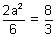 2a²/6 = 8/3